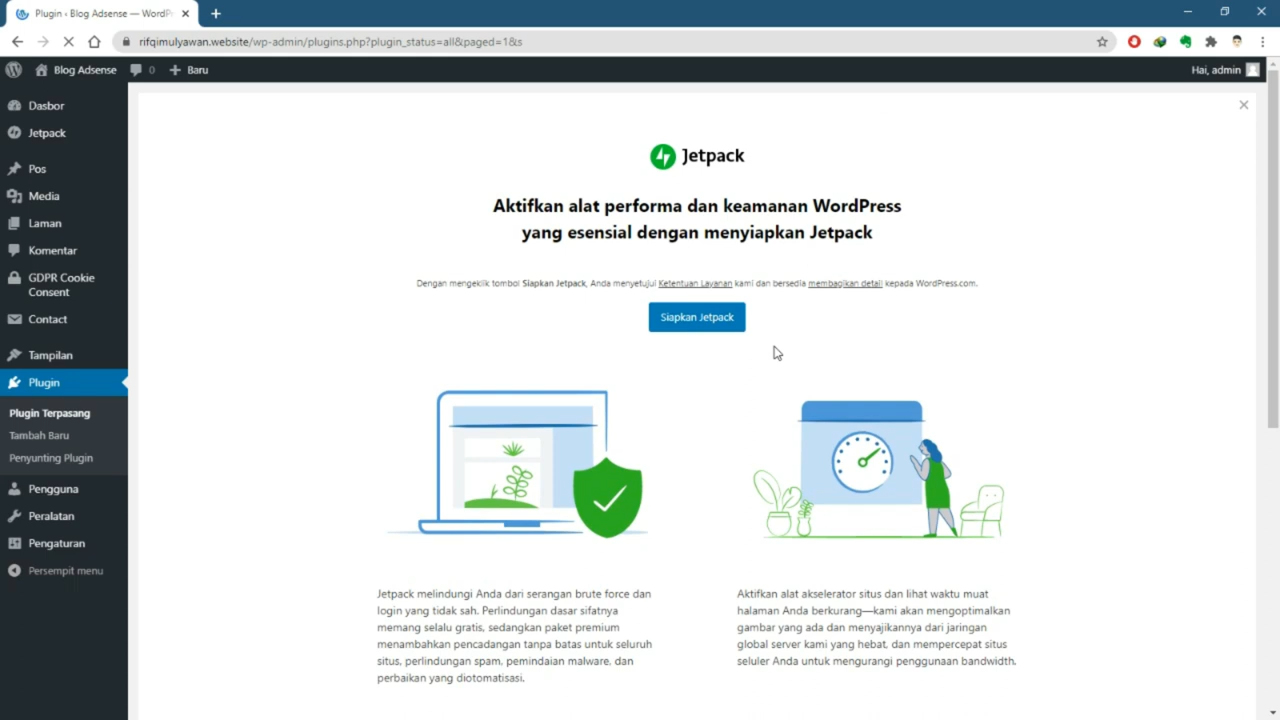 Plugin ‹ Blog Adsense — WordPr
rifqimulyawan.website/wp-admin/plugins.php?plugin_status=all&paged=1&s
Blog Adsense
0
Baru
Hai, admin
Dasbor
Jetpack
Pos
Media
Laman
Komentar
GDPR Cookie
Consent
Contact
Tampilan
Plugin
Plugin Terpasang
Tambah Baru
Penyunting Plugin
Pengguna
Peralatan
Pengaturan
Persempit menu
Jetpack
Aktifkan alat performa dan keamanan WordPress
yang esensial dengan menyiapkan Jetpack
Dengan mengeklik tombol Siapkan Jetpack, Anda menyetujui Ketentuan Layanan kami dan bersedia membagikan detail kepada WordPress.com.
Siapkan Jetpack
Jetpack melindungi Anda dari serangan brute force dan
login yang tidak sah. Perlindungan dasar sifatnya
memang selalu gratis, sedangkan paket premium
menambahkan pencadangan tanpa batas untuk seluruh
situs, perlindungan spam, pemindaian malware, dan
perbaikan yang diotomatisasi.
Aktifkan alat akselerator situs dan lihat waktu muat
halaman Anda berkurang—kami akan mengoptimalkan
gambar yang ada dan menyajikannya dari jaringan
global server kami yang hebat, dan mempercepat situs
seluler Anda untuk mengurangi penggunaan bandwidth.